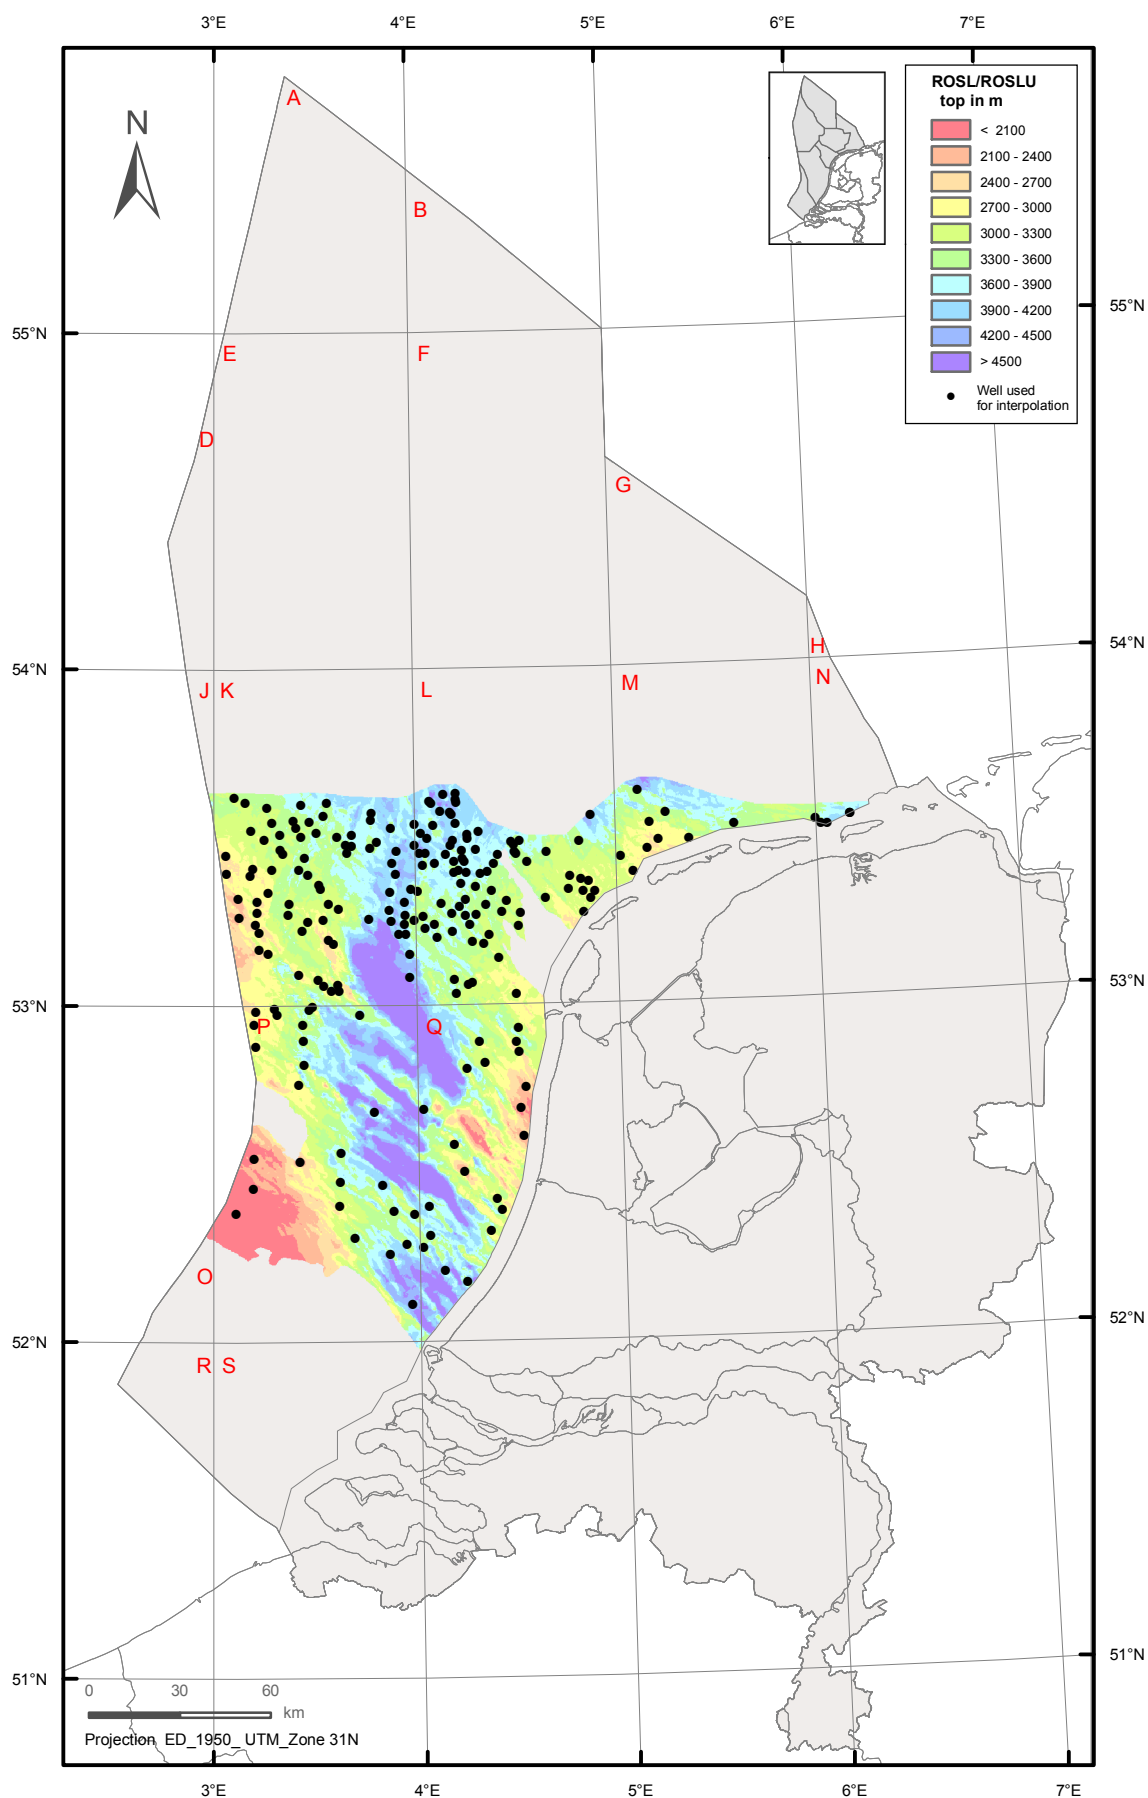 3°E 4°E 5°E 6°E 7°E
ROSL/ROSLU
top in m
< 2100
2100 - 2400
2400 - 2700
2700 - 3000
3000 - 3300
3300 - 3600
3600 - 3900
3900 - 4200
4200 - 4500
> 4500
Well used
for interpolation
N
A
B
55°N 55°N
E F
D
G
H
54°N 54°N
J K L M N
53°N 53°N
P Q
O
52°N 52°N
R S
51°N 51°N
0 30 60
km
Projection ED_1950_ UTM_Zone 31N
3°E 4°E 5°E 6°E 7°E